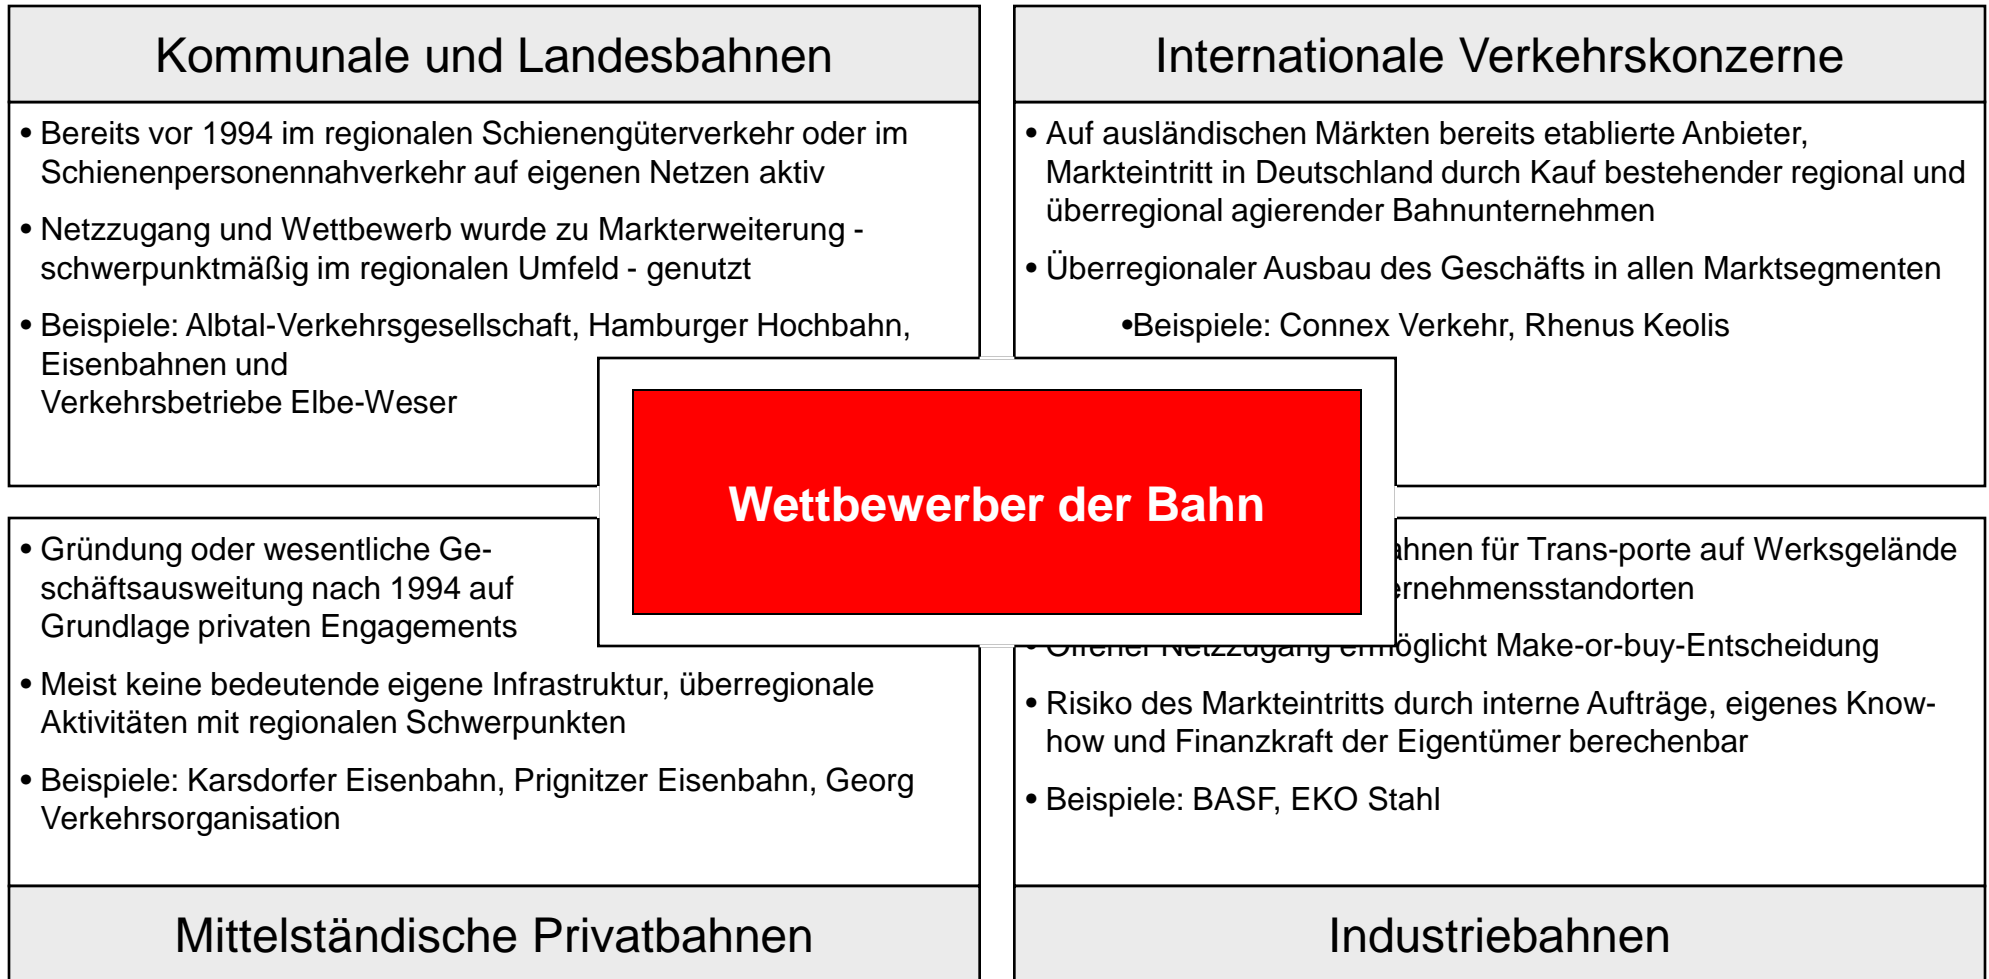 Kommunale und Landesbahnen
• Bereits vor 1994 im regionalen Schienengüterverkehr oder im
Schienenpersonennahverkehr auf eigenen Netzen aktiv
• Netzzugang und Wettbewerb wurde zu Markterweiterung -
schwerpunktmäßig im regionalen Umfeld - genutzt
• Beispiele: Albtal-Verkehrsgesellschaft, Hamburger Hochbahn,
Eisenbahnen und
Verkehrsbetriebe Elbe-Weser
Internationale Verkehrskonzerne
• Auf ausländischen Märkten bereits etablierte Anbieter,
Markteintritt in Deutschland durch Kauf bestehender regional und
überregional agierender Bahnunternehmen
• Überregionaler Ausbau des Geschäfts in allen Marktsegmenten
•Beispiele: Connex Verkehr, Rhenus Keolis
Wettbewerber der Bahn
• Gründung oder wesentliche Ge-
schäftsausweitung nach 1994 auf
Grundlage privaten Engagements
• Meist keine bedeutende eigene Infrastruktur, überregionale
Aktivitäten mit regionalen Schwerpunkten
• Beispiele: Karsdorfer Eisenbahn, Prignitzer Eisenbahn, Georg
Verkehrsorganisation
Mittelständische Privatbahnen
ahnen für Trans-porte auf Werksgelände
ernehmensstandorten
• Offener Netzzugang ermöglicht Make-or-buy-Entscheidung
• Risiko des Markteintritts durch interne Aufträge, eigenes Know-
how und Finanzkraft der Eigentümer berechenbar
• Beispiele: BASF, EKO Stahl
Industriebahnen